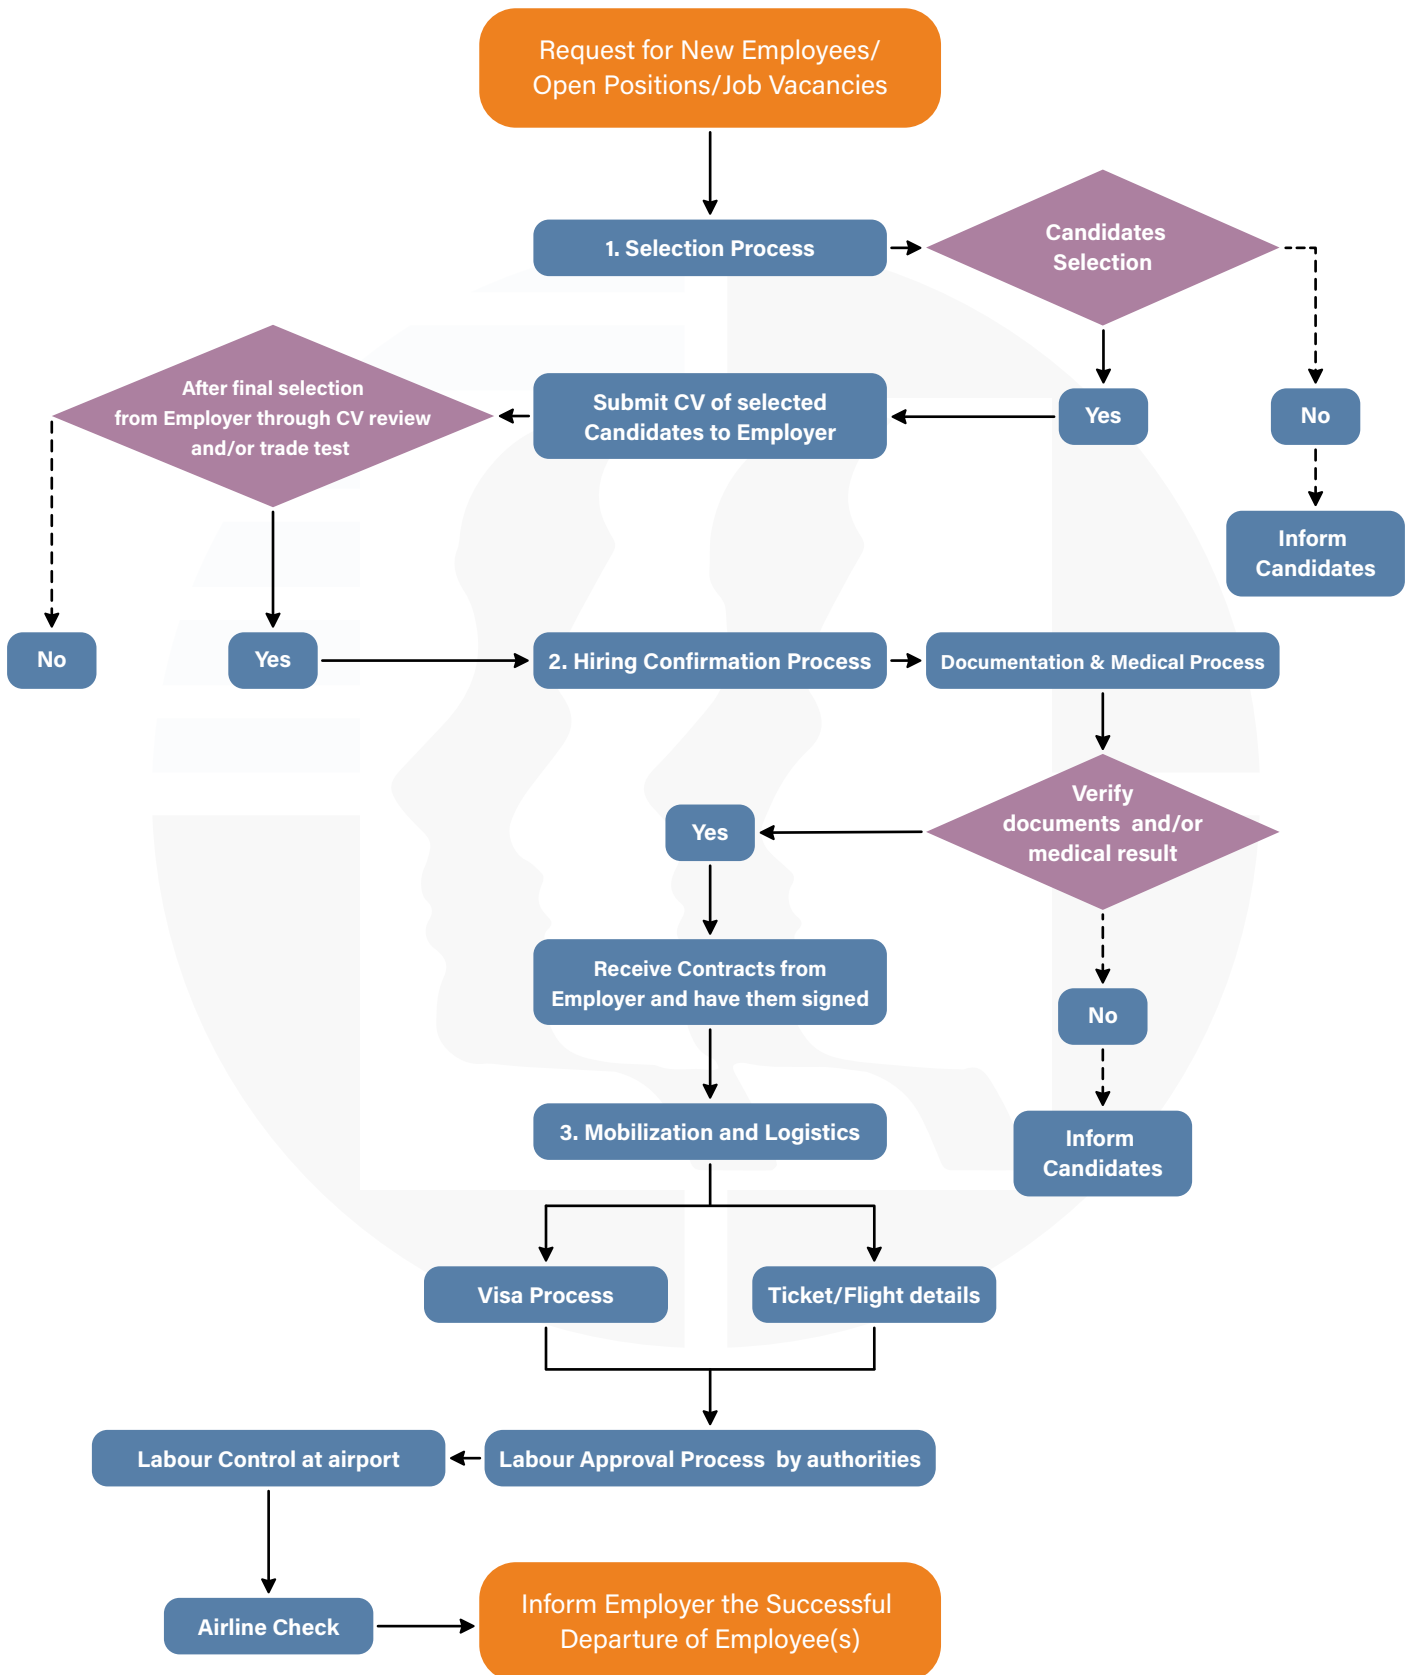 Request for New Employees/
Open Positions/Job Vacancies
1. Selection Process
Candidates
Selection
Yes
No
Inform
Candidates
Submit CV of selected
Candidates to Employer
After final selection
from Employer through CV review
and/or trade test
No
Yes
2. Hiring Confirmation Process
Documentation & Medical Process
Verify
documents and/or
medical result
Yes
No
Inform
Candidates
Receive Contracts from
Employer and have them signed
3. Mobilization and Logistics
Visa Process
Ticket/Flight details
Labour Approval Process by authorities
Labour Control at airport
Airline Check
Inform Employer the Successful
Departure of Employee(s)